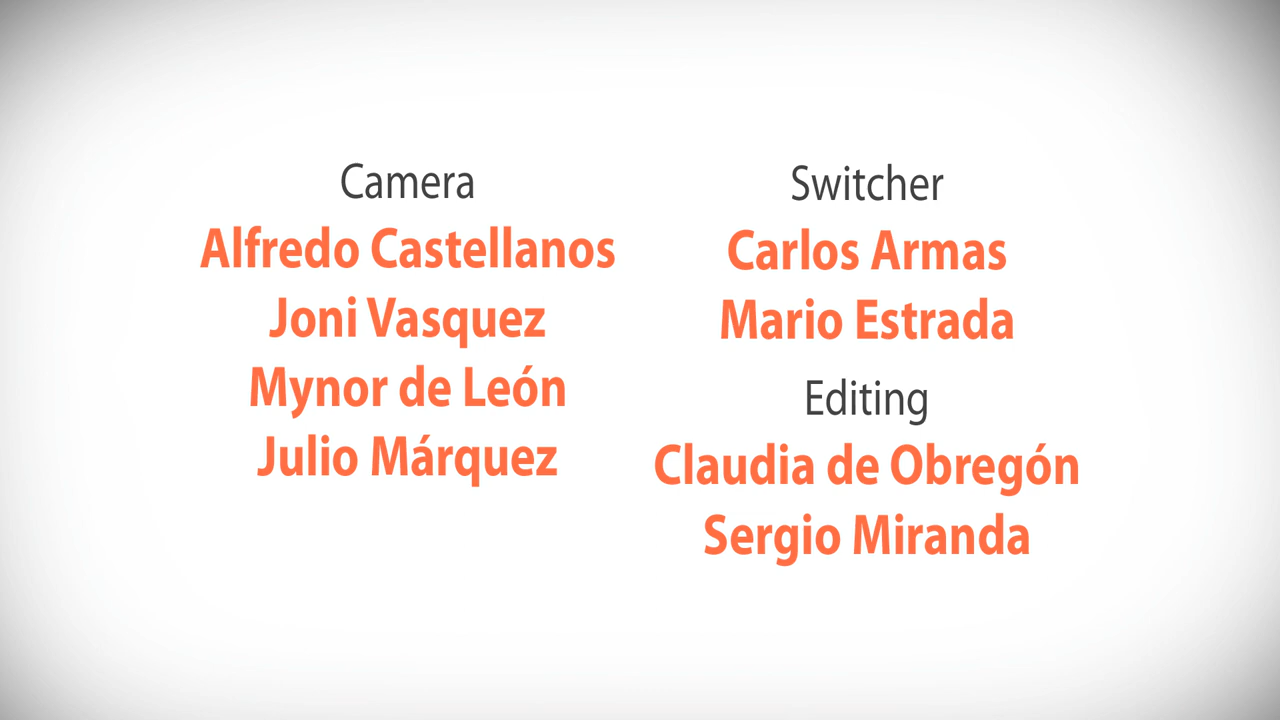 Camera
Alfredo Castellanos
Joni Vasquez
Mynor de León
Julio Márquez
Switcher
Carlos Armas
Mario Estrada
Editing
Claudia de Obregón
Sergio Miranda